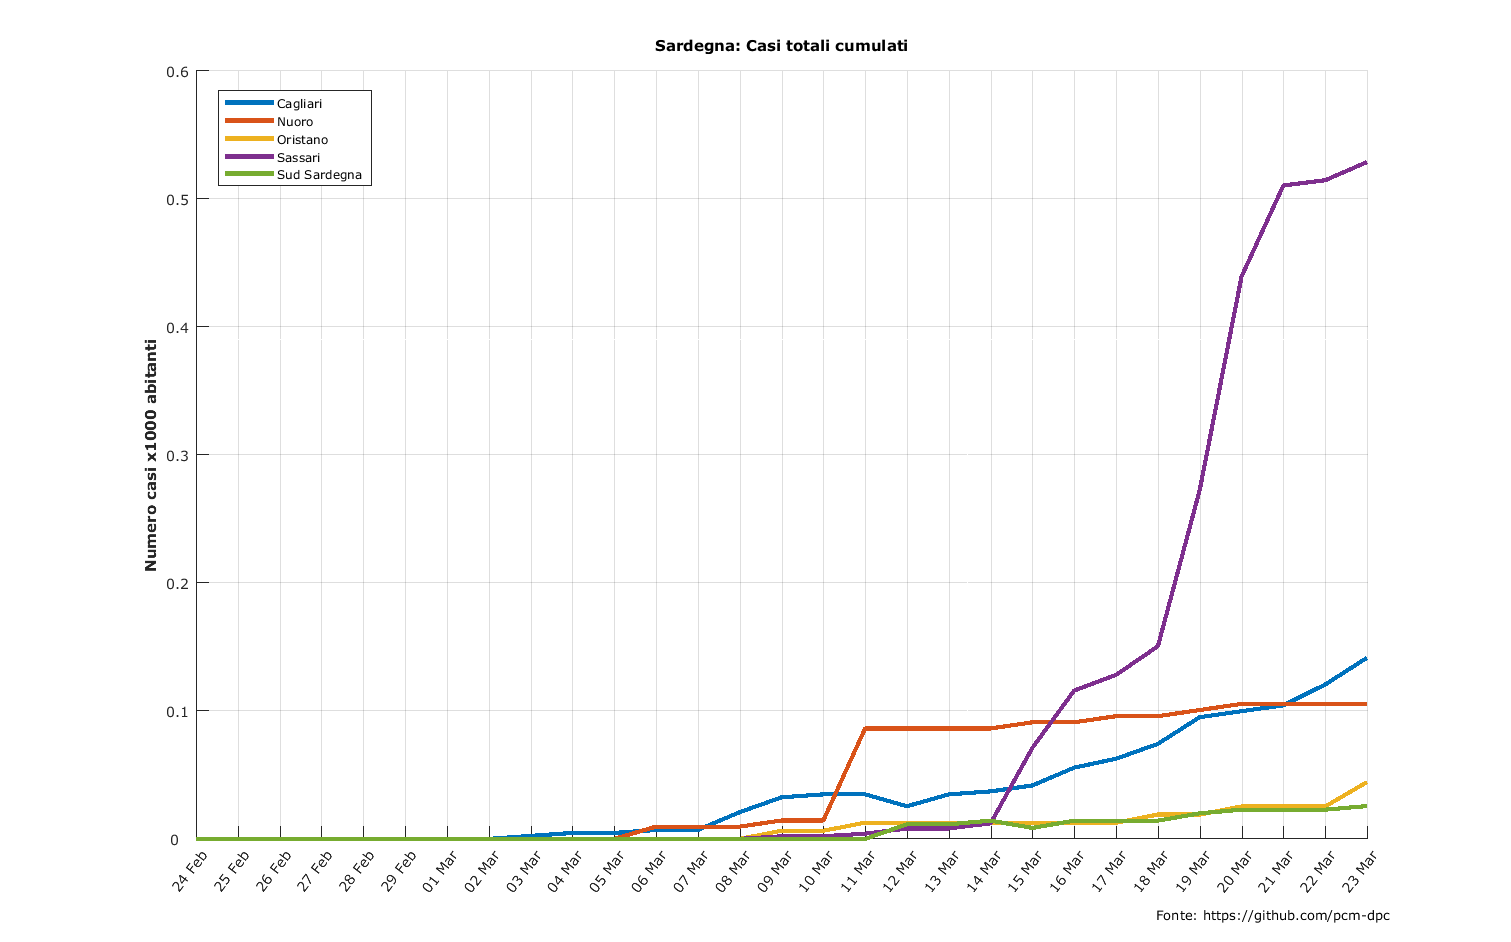 Sardegna: Casi totali cumulati
0.6
0.5
0.4
0.3
0.2
0.1
0
Numero casi x1000 abitanti
Cagliari
Nuoro
Oristano
Sassari
Sud Sardegna
24 Feb
25 Feb
26 Feb
27 Feb
28 Feb
29 Feb
01 Mar
02 Mar
03 Mar
04 Mar
05 Mar
06 Mar
07 Mar
08 Mar
09 Mar
10 Mar
11 Mar
12 Mar
13 Mar
14 Mar
15 Mar
16 Mar
17 Mar
18 Mar
19 Mar
20 Mar
21 Mar
22 Mar
23 Mar
Fonte: https://github.com/pcm-dpc